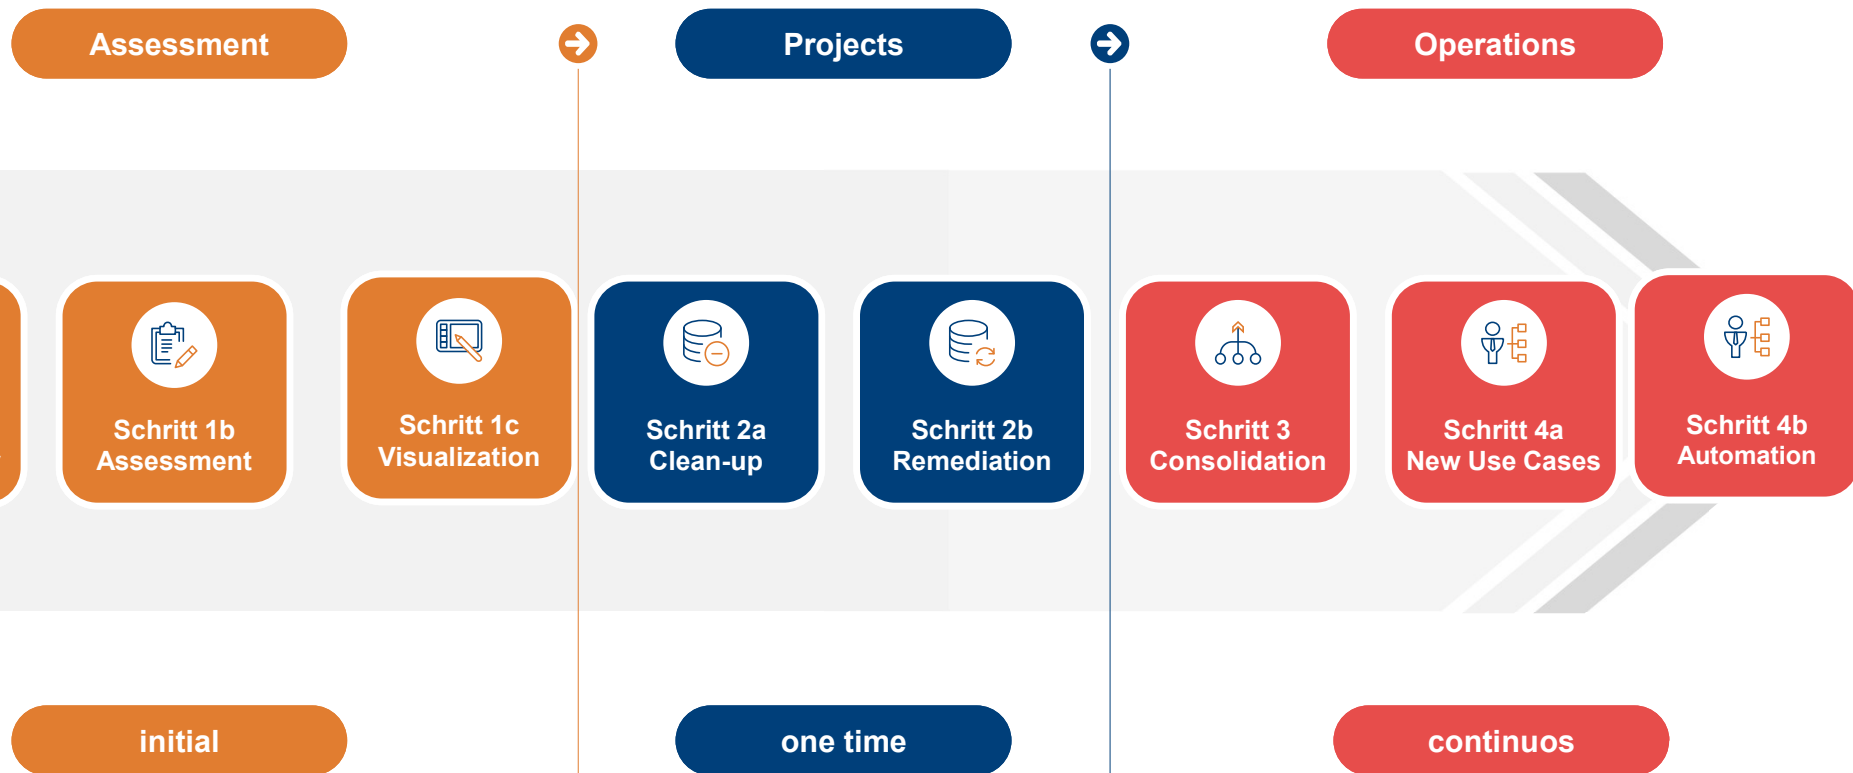 Assessment
Projects
Operations
Schritt 1b
Assessment
Schritt 1c
Visualization
Schritt 2a
Clean-up
Schritt 2b
Remediation
Schritt 3
Consolidation
Schritt 4a
New Use Cases
Schritt 4b
Automation
initial
one time
continuos